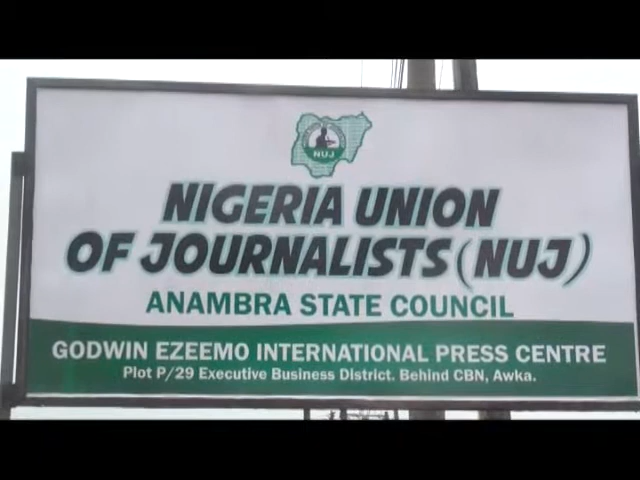 NUJ
NIGERIA UNION
OF JOURNALISTS (NUJ)
ANAMBRA STATE COUNCIL
GODWIN EZEEMO INTERNATIONAL PRESS CENTRE
Plot P/29 Executive Business District. Behind CBN, Awka.